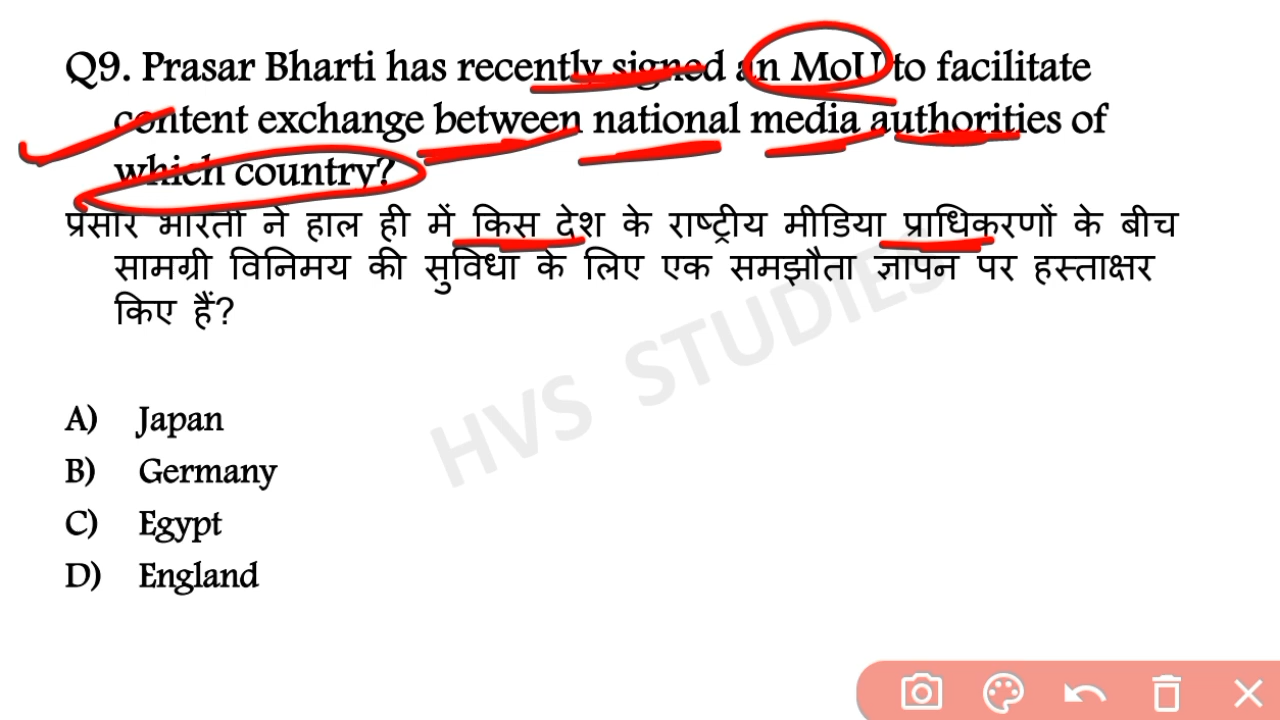 Q9. Prasar Bharti has recently signed an MoU to facilitate
content exchange between national media authorities of
which country?
प्रसार भारती ने हाल ही में किस देश के राष्ट्रीय मीडिया प्राधिकरणों के बीच
सामग्री विनिमय की सुविधा के लिए एक समझौता ज्ञापन पर हस्ताक्षर
किए हैं?
HVS STUDIES
A) Japan
B) Germany
C) Egypt
D) England